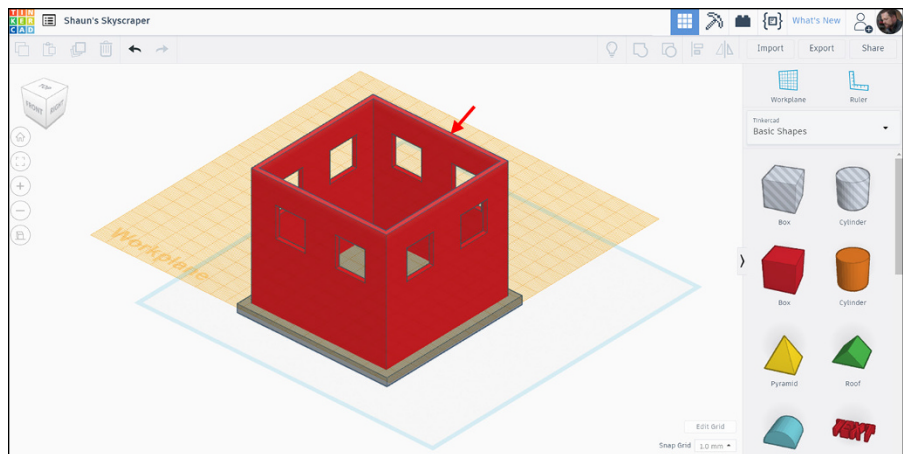 TIN
KER
CAD
Shaun's Skyscraper
What's New
Import Export Share
TOP
FRONT RIGHT
Workplane Ruler
Tinkercad
Basic Shapes
Workplane
Box Cylinder
Box Cylinder
Pyramid Roof
TEXT
Edit Grid
Snap Grid 1.0 mm